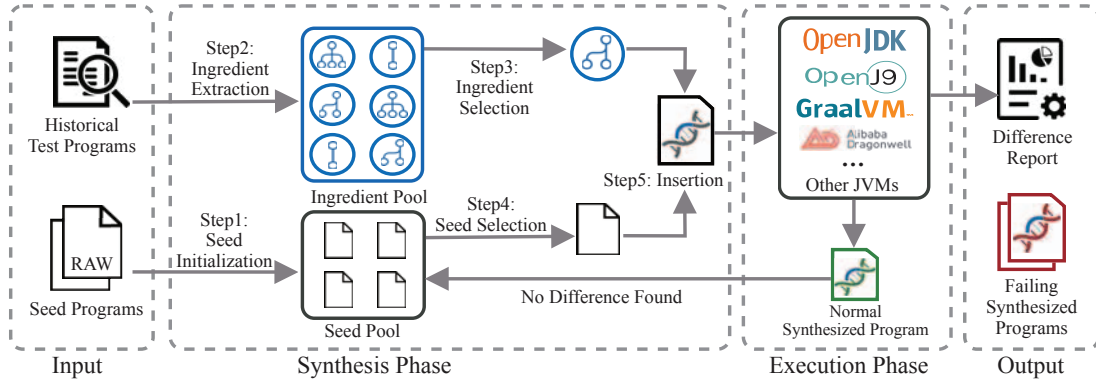 Historical
Test Programs
RAW
Seed Programs
Input
Step2:
Ingredient
Extraction
Step1:
Seed
Initialization
Ingredient Pool
Seed Pool
Step3:
Ingredient
Selection
Step4:
Seed Selection
Step5: Insertion
No Difference Found
Synthesis Phase
OpenJDK
OpenJ9
GraalVM
Alibaba
Dragonwell
...
Other JVMs
Normal
Synthesized Program
Execution Phase
Difference
Report
Failing
Synthesized
Programs
Output